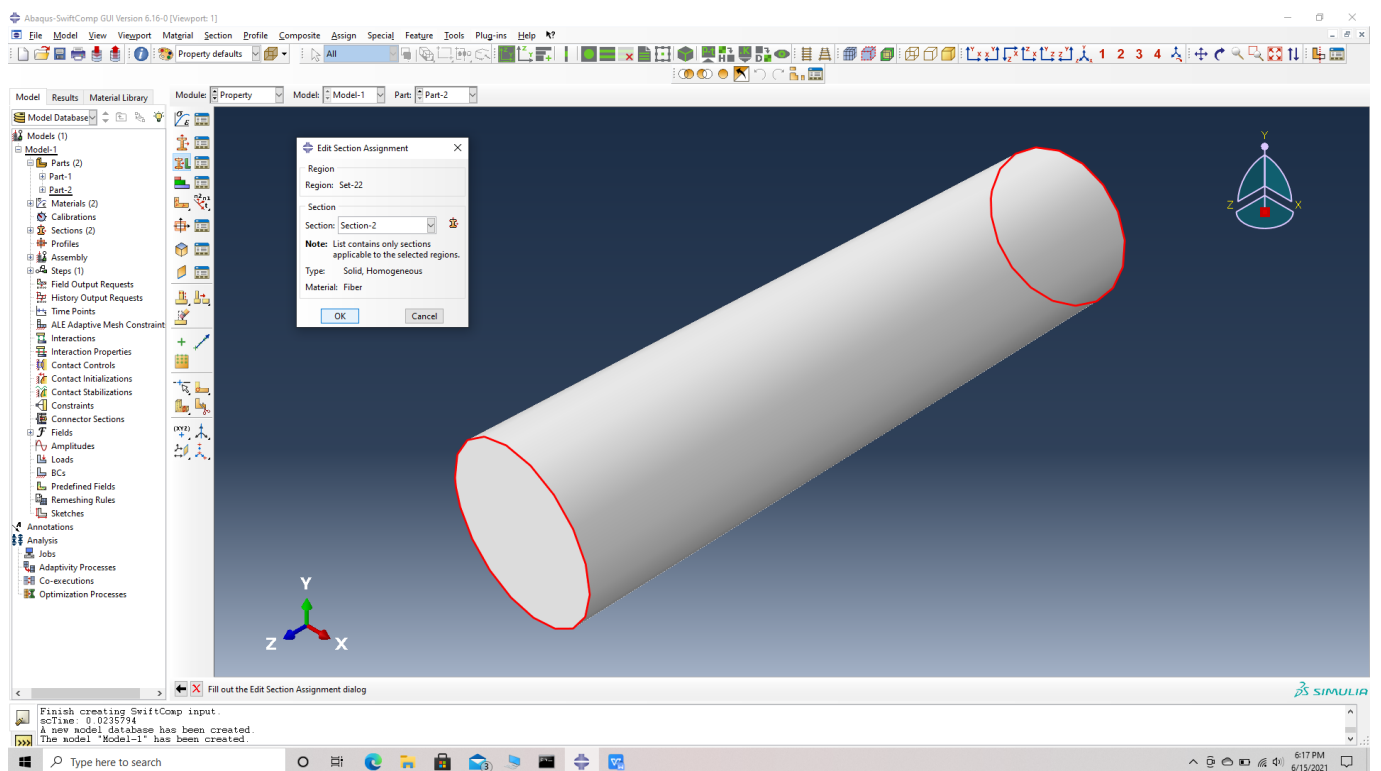 Abaqus-SwiftComp GUI Version 6.16-0 [Viewport: 1]
File Model View Viewport Material Section Profile Composite Assign Special Feature Tools Plug-ins Help
Property defaults All 1 2 3 4
Model Results Material Library Module: Property Model: Model-1 Part: Part-2
Model Database
Models (1)
Model-1
Parts (2)
Part-1
Part-2
Materials (2)
Calibrations
Sections (2)
Profiles
Assembly
Steps (1)
Field Output Requests
History Output Requests
Time Points
ALE Adaptive Mesh Constraint
Interactions
Interaction Properties
Contact Controls
Contact Initializations
Contact Stabilizations
Constraints
Connector Sections
Fields
Amplitudes
Loads
BCs
Predefined Fields
Remeshing Rules
Sketches
Annotations
Analysis
Jobs
Adaptivity Processes
Co-executions
Optimization Processes
Edit Section Assignment
Region
Region: Set-22
Section
Section: Section-2
Note: List contains only sections
applicable to the selected regions.
Type: Solid, Homogeneous
Material: Fiber
OK Cancel
Y
Z X
Y
Z X
Fill out the Edit Section Assignment dialog
SIMULIA
Finish creating SwiftComp input.
scTime: 0.0235794
A new model database has been created.
The model "Model-1" has been created.
Type here to search
6:17 PM
6/15/2021